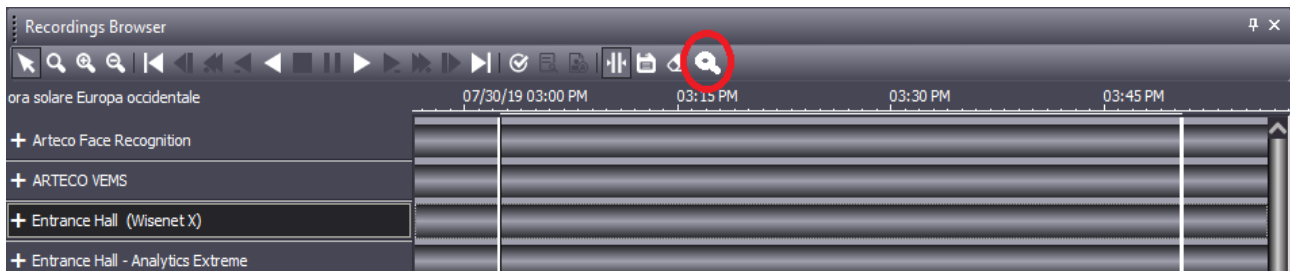 Recordings Browser
ora solare Europa occidentale
07/30/19 03:00 PM 03:15 PM 03:30 PM 03:45 PM
+ Arteco Face Recognition
+ ARTECO VEMS
+ Entrance Hall (Wisenet X)
+ Entrance Hall - Analytics Extreme